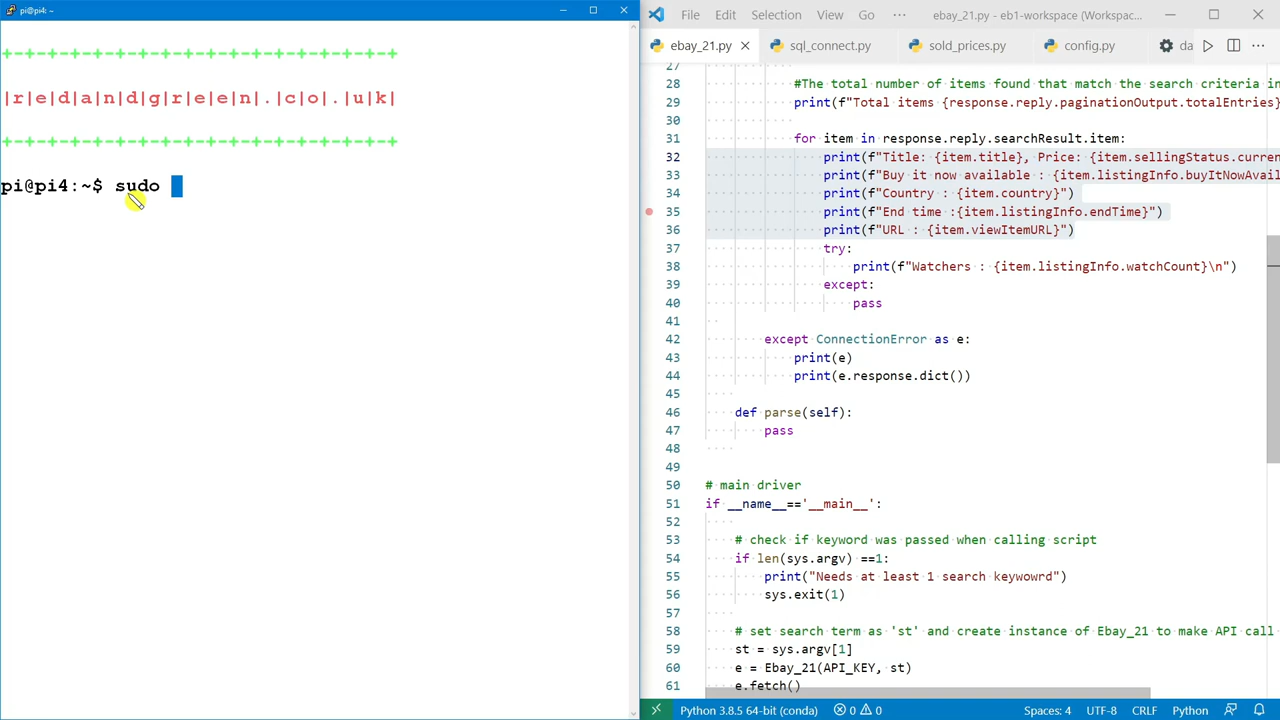 pi@pi4: ~
+-+-+-+-+-+-+-+-+-+-+-+-+-+-+-+-+-+
|r|e|d|a|n|d|g|r|e|e|n|.|c|o|.|u|k|
+-+-+-+-+-+-+-+-+-+-+-+-+-+-+-+-+-+
pi@pi4:~$ sudo
File Edit Selection View Go ··· ebay_21.py - eb1-workspace (Workspac...
ebay_21.py sql_connect.py sold_prices.py config.py da
27
28 #The total number of items found that match the search criteria in
29 print(f"Total items {response.reply.paginationOutput.totalEntries}
30
31 for item in response.reply.searchResult.item:
32 print(f"Title: {item.title}, Price: {item.sellingStatus.curren
33 print(f"Buy it now available : {item.listingInfo.buyItNowAvail
34 print(f"Country : {item.country}")
35 print(f"End time :{item.listingInfo.endTime}")
36 print(f"URL : {item.viewItemURL}")
37 try:
38 print(f"Watchers : {item.listingInfo.watchCount}\n")
39 except:
40 pass
41
42 except ConnectionError as e:
43 print(e)
44 print(e.response.dict())
45
46 def parse(self):
47 pass
48
49
50 # main driver
51 if __name__=='__main__':
52
53 # check if keyword was passed when calling script
54 if len(sys.argv) ==1:
55 print("Needs at least 1 search keywowrd")
56 sys.exit(1)
57
58 # set search term as 'st' and create instance of Ebay_21 to make API call
59 st = sys.argv[1]
60 e = Ebay_21(API_KEY, st)
61 e.fetch()
Python 3.8.5 64-bit (conda) 0 0 Spaces: 4 UTF-8 CRLF Python